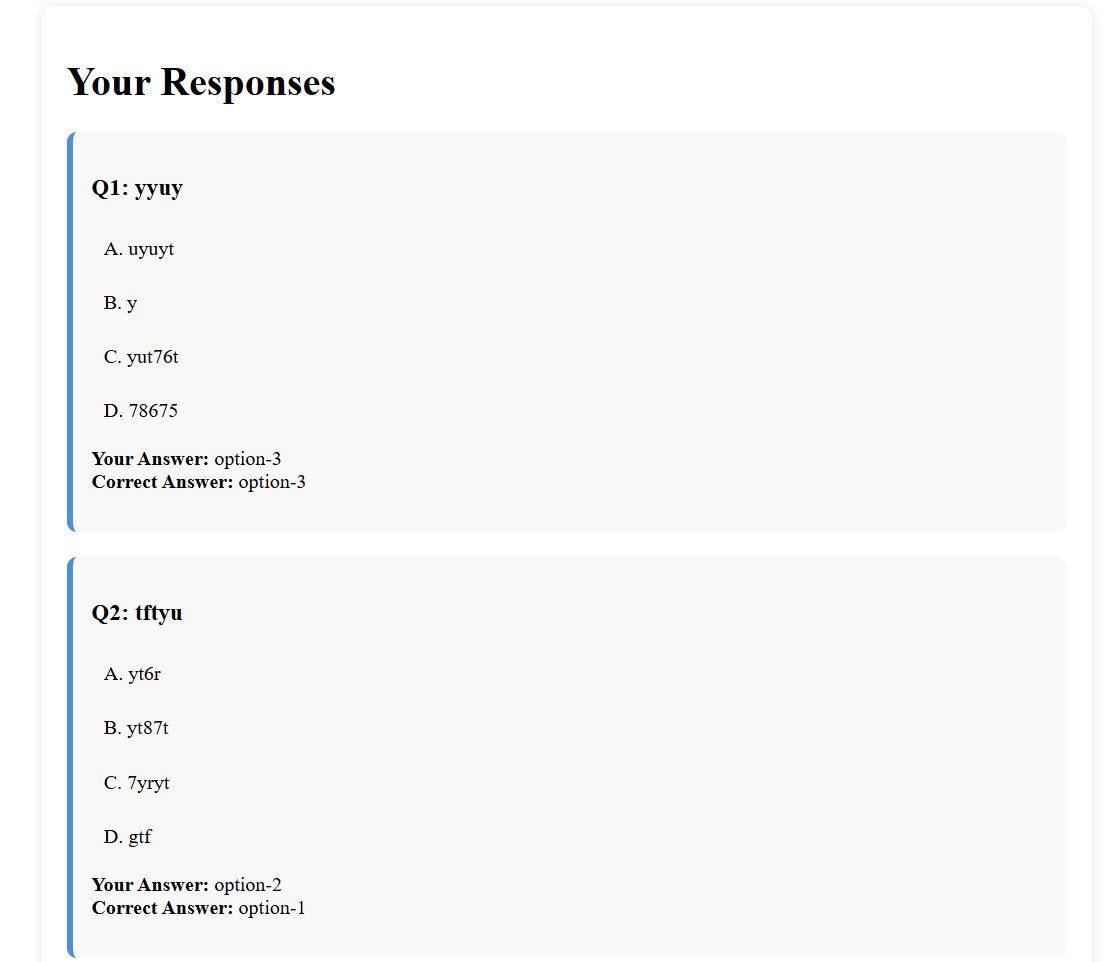 Your Responses
Q1: yyuy
A. uyuyt
B. y
C. yut76t
D. 78675
Your Answer: option-3
Correct Answer: option-3
Q2: tftyu
A. yt6r
B. yt87t
C. 7yryt
D. gtf
Your Answer: option-2
Correct Answer: option-1